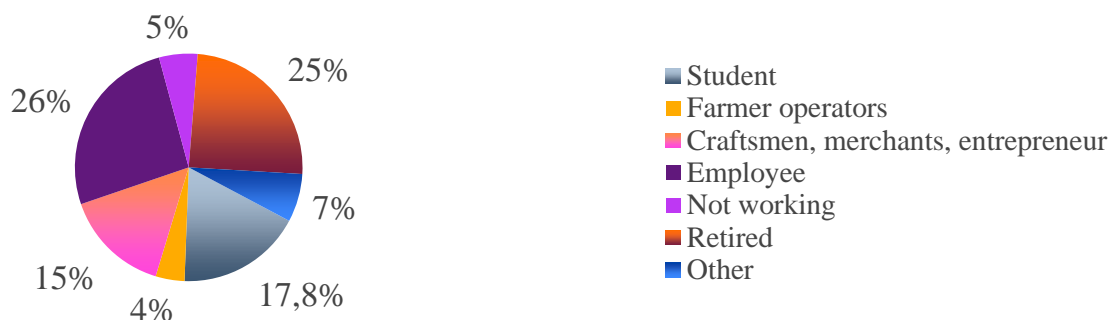 5%
25%
26%
7%
15%
4%
17,8%
Student
Farmer operators
Craftsmen, merchants, entrepreneur
Employee
Not working
Retired
Other